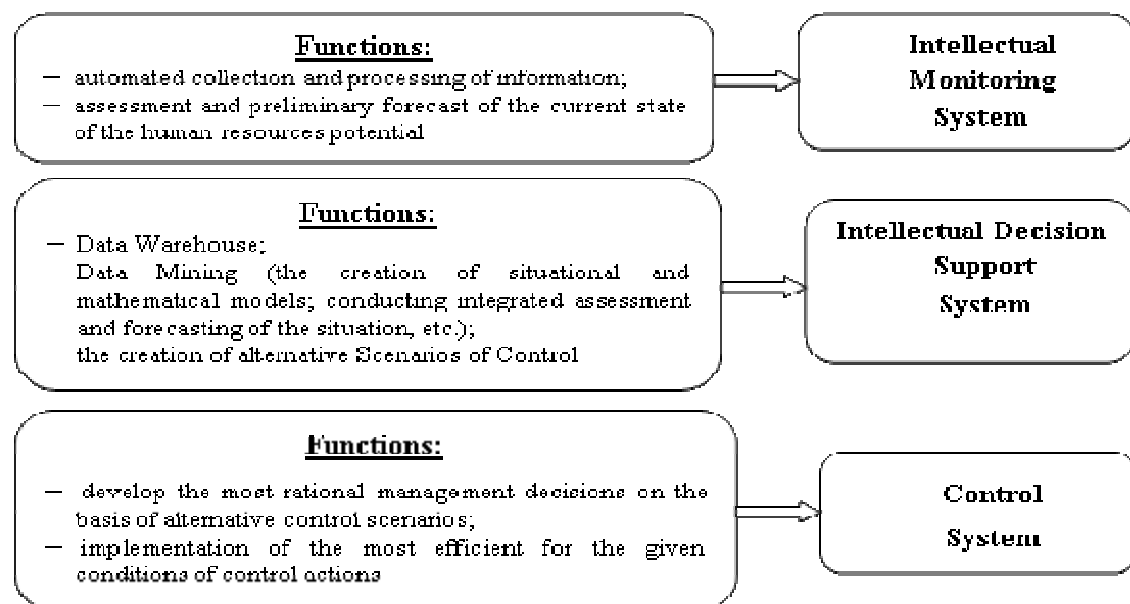 Functions:
— automated collection and processing of information;
— assessment and preliminary forecast of the current state
of the human resources potential
Intellectual
Monitoring
System
Functions:
— Data Warehouse;
Data Mining (the creation of situational and
mathematical models; conducting integrated assessment
and forecasting of the situation, etc.);
the creation of alternative Scenarios of Control
Intellectual Decision
Support
System
Functions:
— develop the most rational management decisions on the
basis of alternative control scenarios;
— implementation of the most efficient for the given
conditions of control actions
Control
System